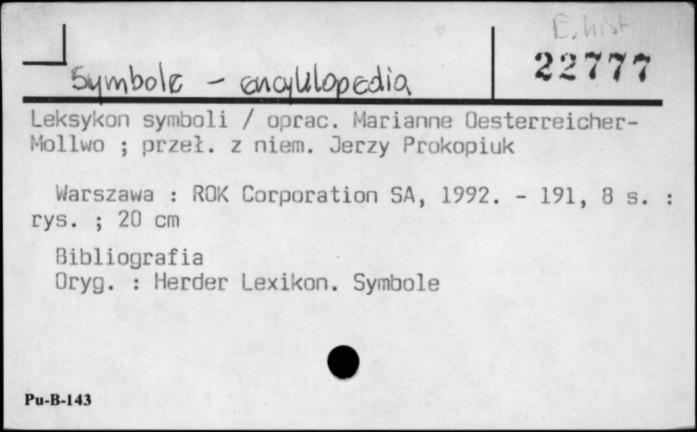 E. hist
22777
Symbole - encyklopedia
Leksykon symboli / oprac. Marianne Oesterreicher-
Mollwo ; przeł. z niem. Jerzy Prokopiuk
Warszawa : ROK Corporation SA, 1992. - 191, 8 s. :
rys. ; 20 cm
Bibliografia
Oryg. : Herder Lexikon. Symbole
Pu-B-143